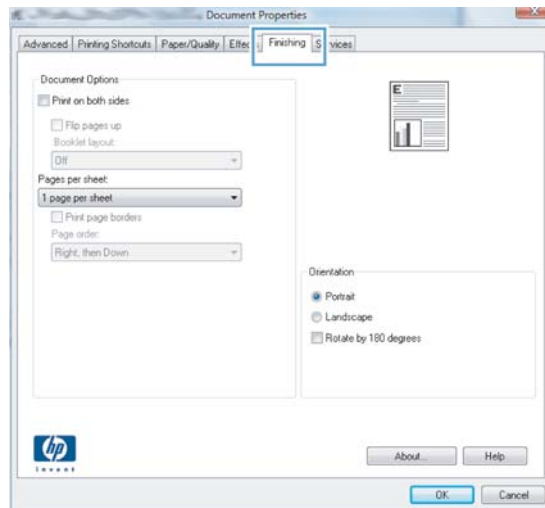 Document Properties
Advanced Printing Shortcuts Paper/Quality Finishing
Document Options
Print on both sides
Flip pages up
Booklet layout:
Off
Pages per sheet:
1 page per sheet
Print page borders
Page order:
Right, then Down
E
Orientation
Portrait
Landscape
Rotate by 180 degrees
hp
invent
About... Help
OK Cancel